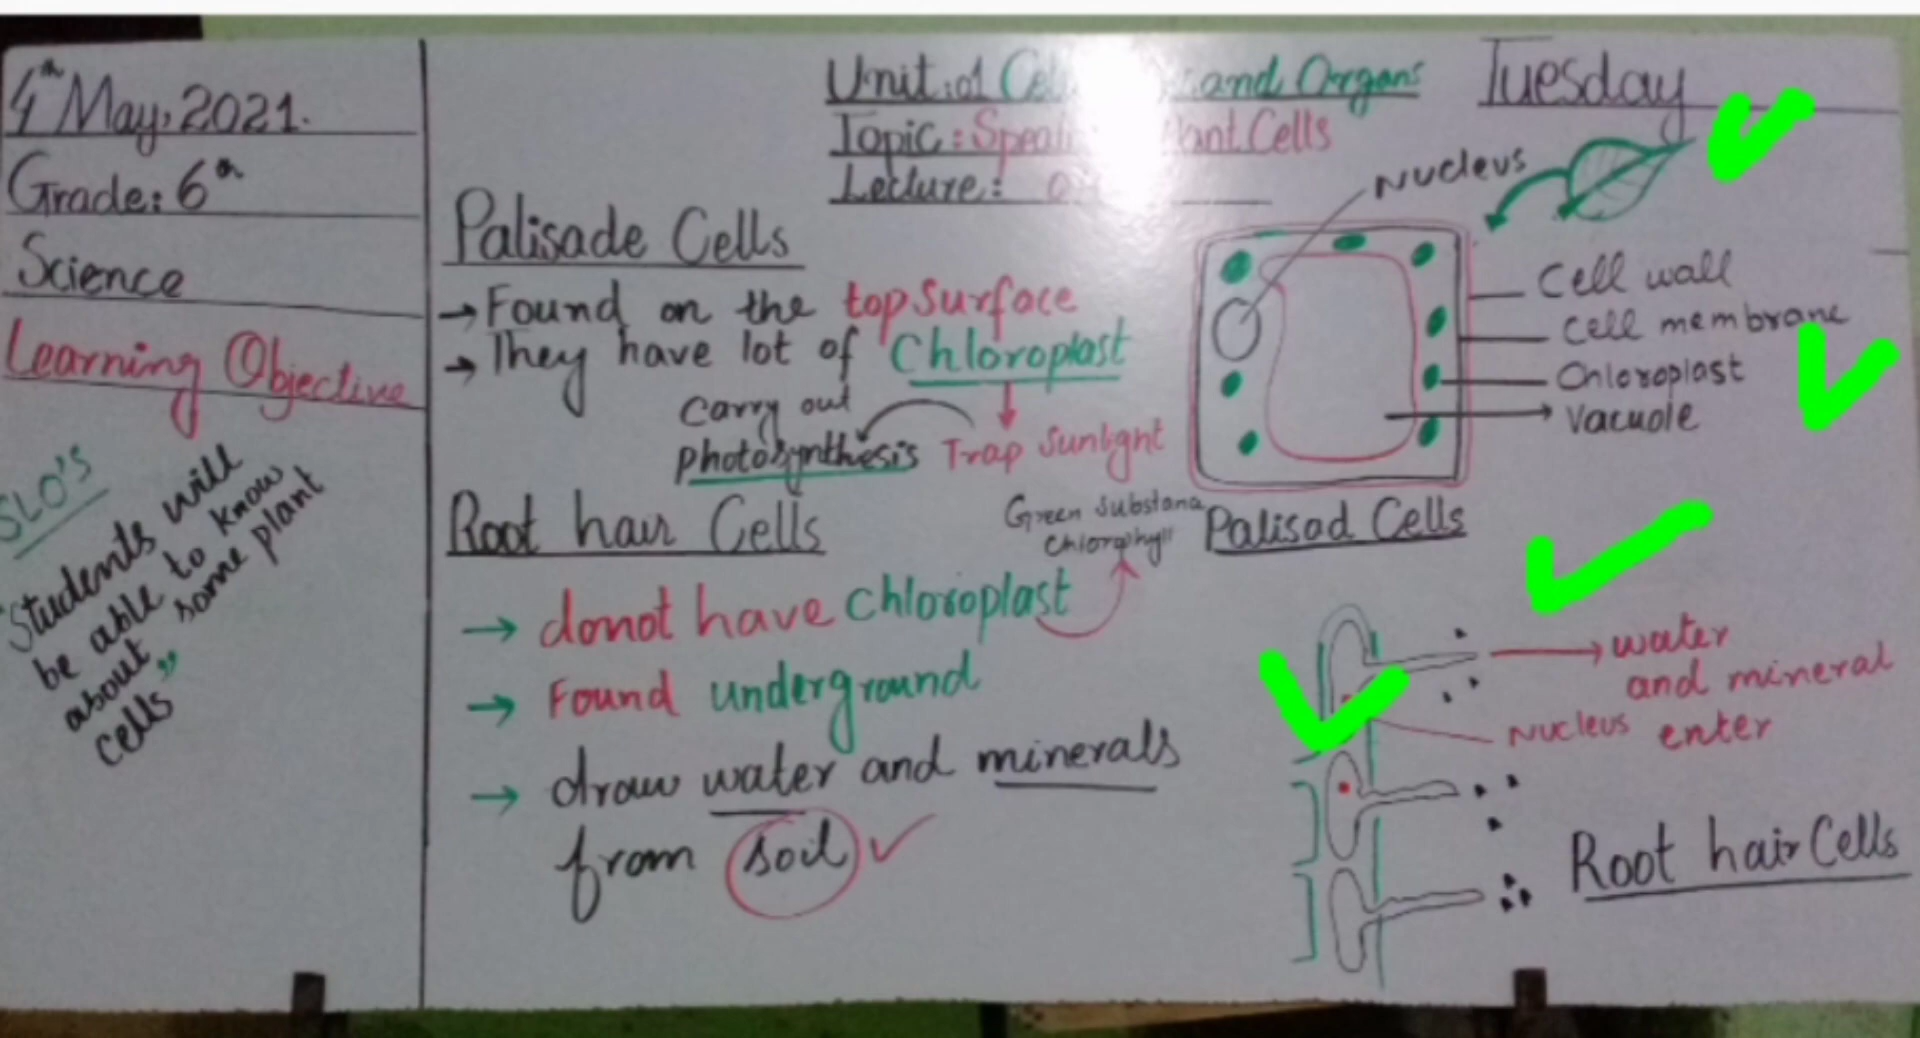 4th May, 2021.
Grade: 6th
Science
Learning Objective
SLO's
"Students will
be able to know
about some plant
cells"
Unit: 01 and Organs
Topic: Cells
Lecture:
Tuesday
Palisade Cells
→ Found on the top Surface
→ They have lot of Chloroplast
Carry out
photosynthesis Trap Sunlight
Nucleus
Cell wall
Cell membrane
Chloroplast
Vacuole
Palisad Cells
Root hair Cells
Green Substana
Chlorophyll
→ donot have Chloroplast
→ Found underground
→ draw water and minerals
from soil ✓
water
and mineral
enter
Nucleus
Root hair Cells